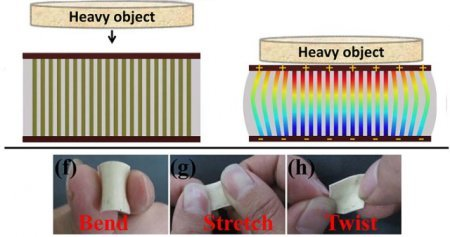 Heavy object
Heavy object
+ + + + + + + + +
- - - - - - - - -
(f)
Bend
(g)
Stretch
(h)
Twist